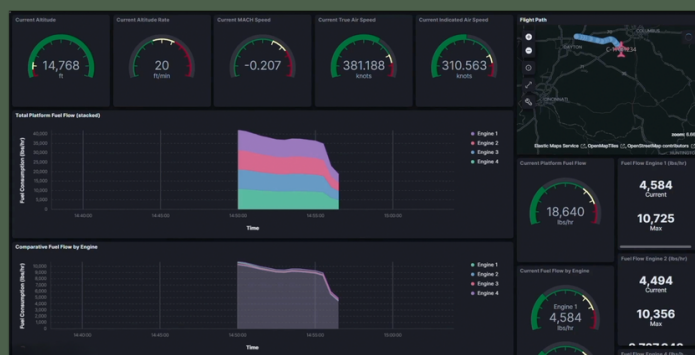 Current Altitude
14,768
ft
Current Altitude Rate
20
ft/min
Current MACH Speed
-0.207
Current True Air Speed
381.188
knots
Current Indicated Air Speed
310.563
knots
Flight Path
COLUMBUS
DAYTON
CINCINNATI
Elastic Maps Service, OpenMapTiles, OpenStreetMap contributors
Total Platform Fuel Flow (stacked)
Fuel Consumption (lbs/hr)
40,000
35,000
30,000
25,000
20,000
15,000
10,000
5,000
0
14:40:00
14:45:00
14:50:00
14:55:00
15:00:00
Time
Engine 1
Engine 2
Engine 3
Engine 4
Current Platform Fuel Flow
18,640
lbs/hr
Fuel Flow Engine 1 (lbs/hr)
4,584
Current
10,725
Max
Comparative Fuel Flow by Engine
Fuel Consumption (lbs/hr)
10,000
9,000
8,000
7,000
6,000
5,000
4,000
3,000
2,000
1,000
0
14:40:00
14:45:00
14:50:00
14:55:00
15:00:00
Time
Engine 1
Engine 2
Engine 3
Engine 4
Current Fuel Flow by Engine
Engine 1
4,584
lbs/hr
Fuel Flow Engine 2 (lbs/hr)
4,494
Current
10,356
Max